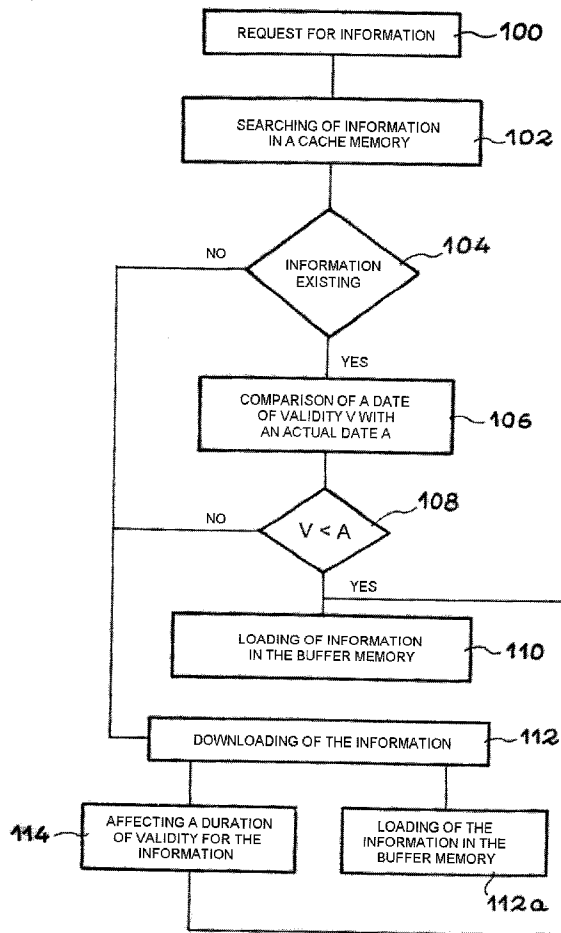 REQUEST FOR INFORMATION
100
SEARCHING OF INFORMATION
IN A CACHE MEMORY
102
INFORMATION
EXISTING
104
NO
YES
COMPARISON OF A DATE
OF VALIDITY V WITH
AN ACTUAL DATE A
106
V < A
108
NO
YES
LOADING OF INFORMATION
IN THE BUFFER MEMORY
110
DOWNLOADING OF THE INFORMATION
112
114
AFFECTING A DURATION
OF VALIDITY FOR THE
INFORMATION
LOADING OF THE
INFORMATION IN THE
BUFFER MEMORY
112a